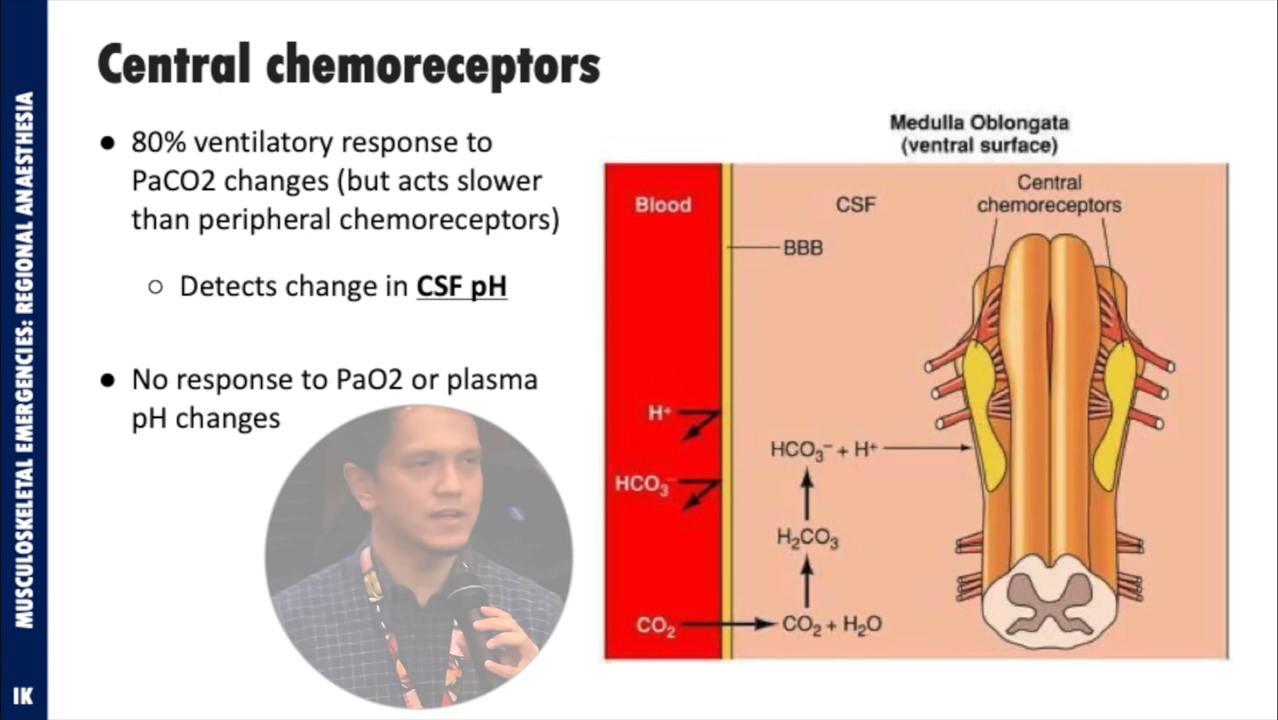 Central chemoreceptors
● 80% ventilatory response to
PaCO2 changes (but acts slower
than peripheral chemoreceptors)
○ Detects change in CSF pH
● No response to PaO2 or plasma
pH changes
Medulla Oblongata
(ventral surface)
Blood
CSF
Central
chemoreceptors
BBB
H⁺
HCO₃⁻
HCO₃⁻ + H⁺
H₂CO₃
CO₂
CO₂ + H₂O
MUSCULOSKELETAL EMERGENCIES: REGIONAL ANAESTHESIA
IK